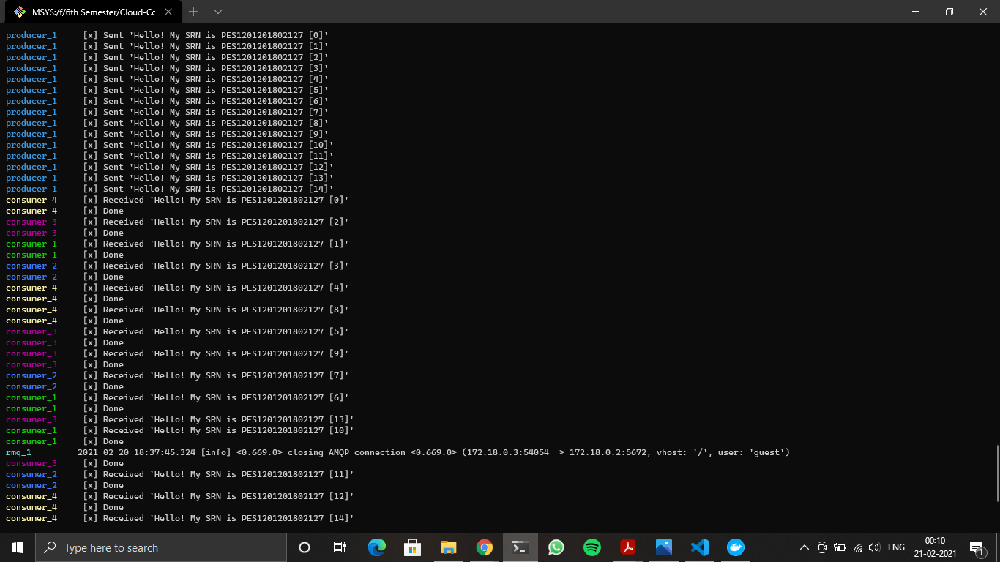 MSYS:/f/6th Semester/Cloud-Cc
producer_1 | [x] Sent 'Hello! My SRN is PES1201201802127 [0]'
producer_1 | [x] Sent 'Hello! My SRN is PES1201201802127 [1]'
producer_1 | [x] Sent 'Hello! My SRN is PES1201201802127 [2]'
producer_1 | [x] Sent 'Hello! My SRN is PES1201201802127 [3]'
producer_1 | [x] Sent 'Hello! My SRN is PES1201201802127 [4]'
producer_1 | [x] Sent 'Hello! My SRN is PES1201201802127 [5]'
producer_1 | [x] Sent 'Hello! My SRN is PES1201201802127 [6]'
producer_1 | [x] Sent 'Hello! My SRN is PES1201201802127 [7]'
producer_1 | [x] Sent 'Hello! My SRN is PES1201201802127 [8]'
producer_1 | [x] Sent 'Hello! My SRN is PES1201201802127 [9]'
producer_1 | [x] Sent 'Hello! My SRN is PES1201201802127 [10]'
producer_1 | [x] Sent 'Hello! My SRN is PES1201201802127 [11]'
producer_1 | [x] Sent 'Hello! My SRN is PES1201201802127 [12]'
producer_1 | [x] Sent 'Hello! My SRN is PES1201201802127 [13]'
producer_1 | [x] Sent 'Hello! My SRN is PES1201201802127 [14]'
consumer_4 | [x] Received 'Hello! My SRN is PES1201201802127 [0]'
consumer_4 | [x] Done
consumer_3 | [x] Received 'Hello! My SRN is PES1201201802127 [2]'
consumer_3 | [x] Done
consumer_1 | [x] Received 'Hello! My SRN is PES1201201802127 [1]'
consumer_1 | [x] Done
consumer_2 | [x] Received 'Hello! My SRN is PES1201201802127 [3]'
consumer_2 | [x] Done
consumer_4 | [x] Received 'Hello! My SRN is PES1201201802127 [4]'
consumer_4 | [x] Done
consumer_4 | [x] Received 'Hello! My SRN is PES1201201802127 [8]'
consumer_4 | [x] Done
consumer_3 | [x] Received 'Hello! My SRN is PES1201201802127 [5]'
consumer_3 | [x] Done
consumer_3 | [x] Received 'Hello! My SRN is PES1201201802127 [9]'
consumer_3 | [x] Done
consumer_2 | [x] Received 'Hello! My SRN is PES1201201802127 [7]'
consumer_2 | [x] Done
consumer_1 | [x] Received 'Hello! My SRN is PES1201201802127 [6]'
consumer_1 | [x] Done
consumer_3 | [x] Received 'Hello! My SRN is PES1201201802127 [13]'
consumer_1 | [x] Received 'Hello! My SRN is PES1201201802127 [10]'
consumer_1 | [x] Done
rmq_1 | 2021-02-20 18:37:45.324 [info] <0.669.0> closing AMQP connection <0.669.0> (172.18.0.3:54054 -> 172.18.0.2:5672, vhost: '/', user: 'guest')
consumer_3 | [x] Done
consumer_2 | [x] Received 'Hello! My SRN is PES1201201802127 [11]'
consumer_2 | [x] Done
consumer_4 | [x] Received 'Hello! My SRN is PES1201201802127 [12]'
consumer_4 | [x] Done
consumer_4 | [x] Received 'Hello! My SRN is PES1201201802127 [14]'
Type here to search
ENG
00:10
21-02-2021
1